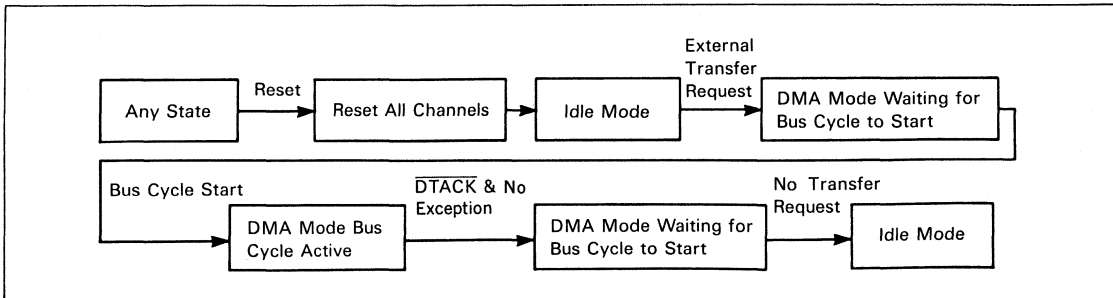 External
Transfer
Request
Reset
Any State
Reset All Channels
Idle Mode
DMA Mode Waiting for
Bus Cycle to Start
Bus Cycle Start
DTACK & No
Exception
No Transfer
Request
DMA Mode Bus
Cycle Active
DMA Mode Waiting for
Bus Cycle to Start
Idle Mode